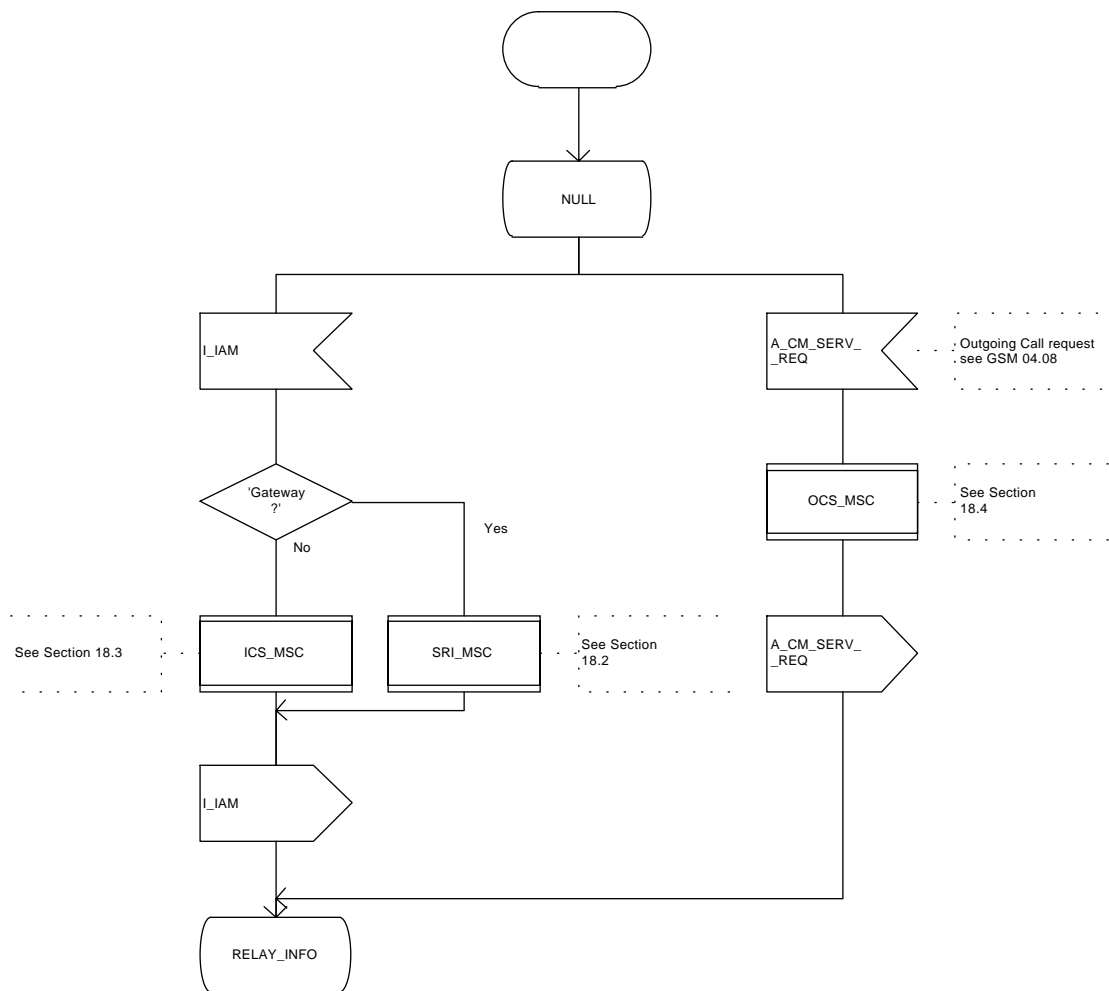 NULL
I_IAM
A_CM_SERV_
_REQ
Outgoing Call request
see GSM 04.08
'Gateway
?'
Yes
No
OCS_MSC
See Section
18.4
See Section 18.3
ICS_MSC
SRI_MSC
See Section
18.2
A_CM_SERV_
_REQ
I_IAM
RELAY_INFO